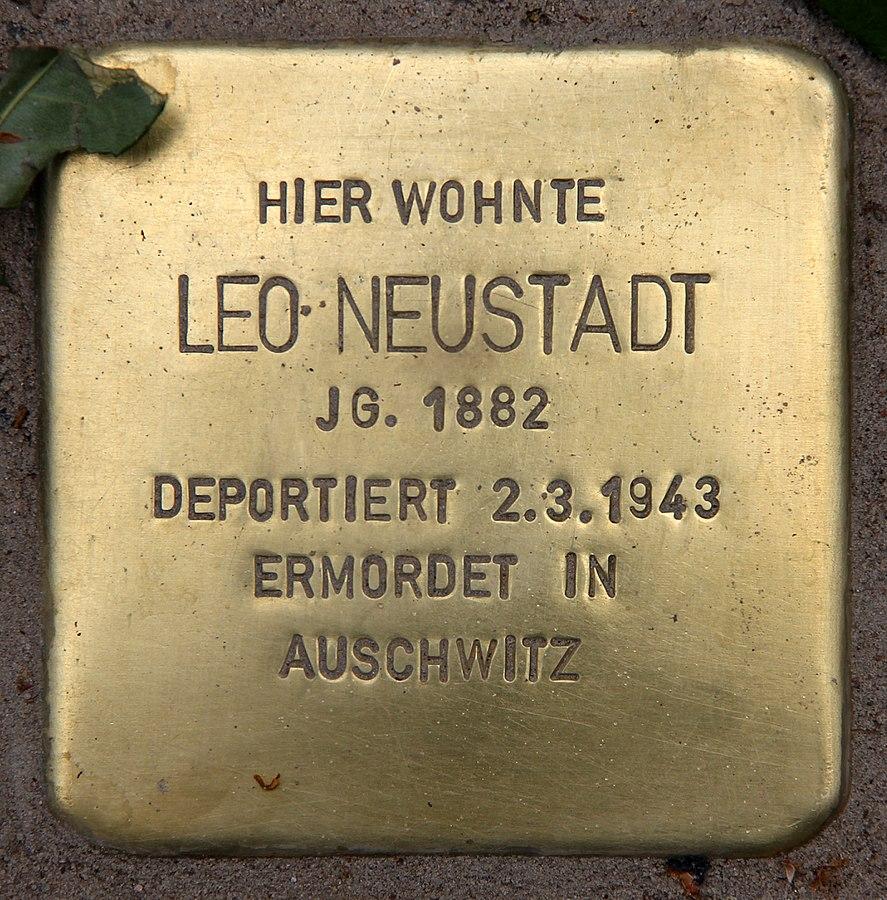 HIER WOHNTE
LEO NEUSTADT
JG. 1882
DEPORTIERT 2.3.1943
ERMORDET IN
AUSCHWITZ